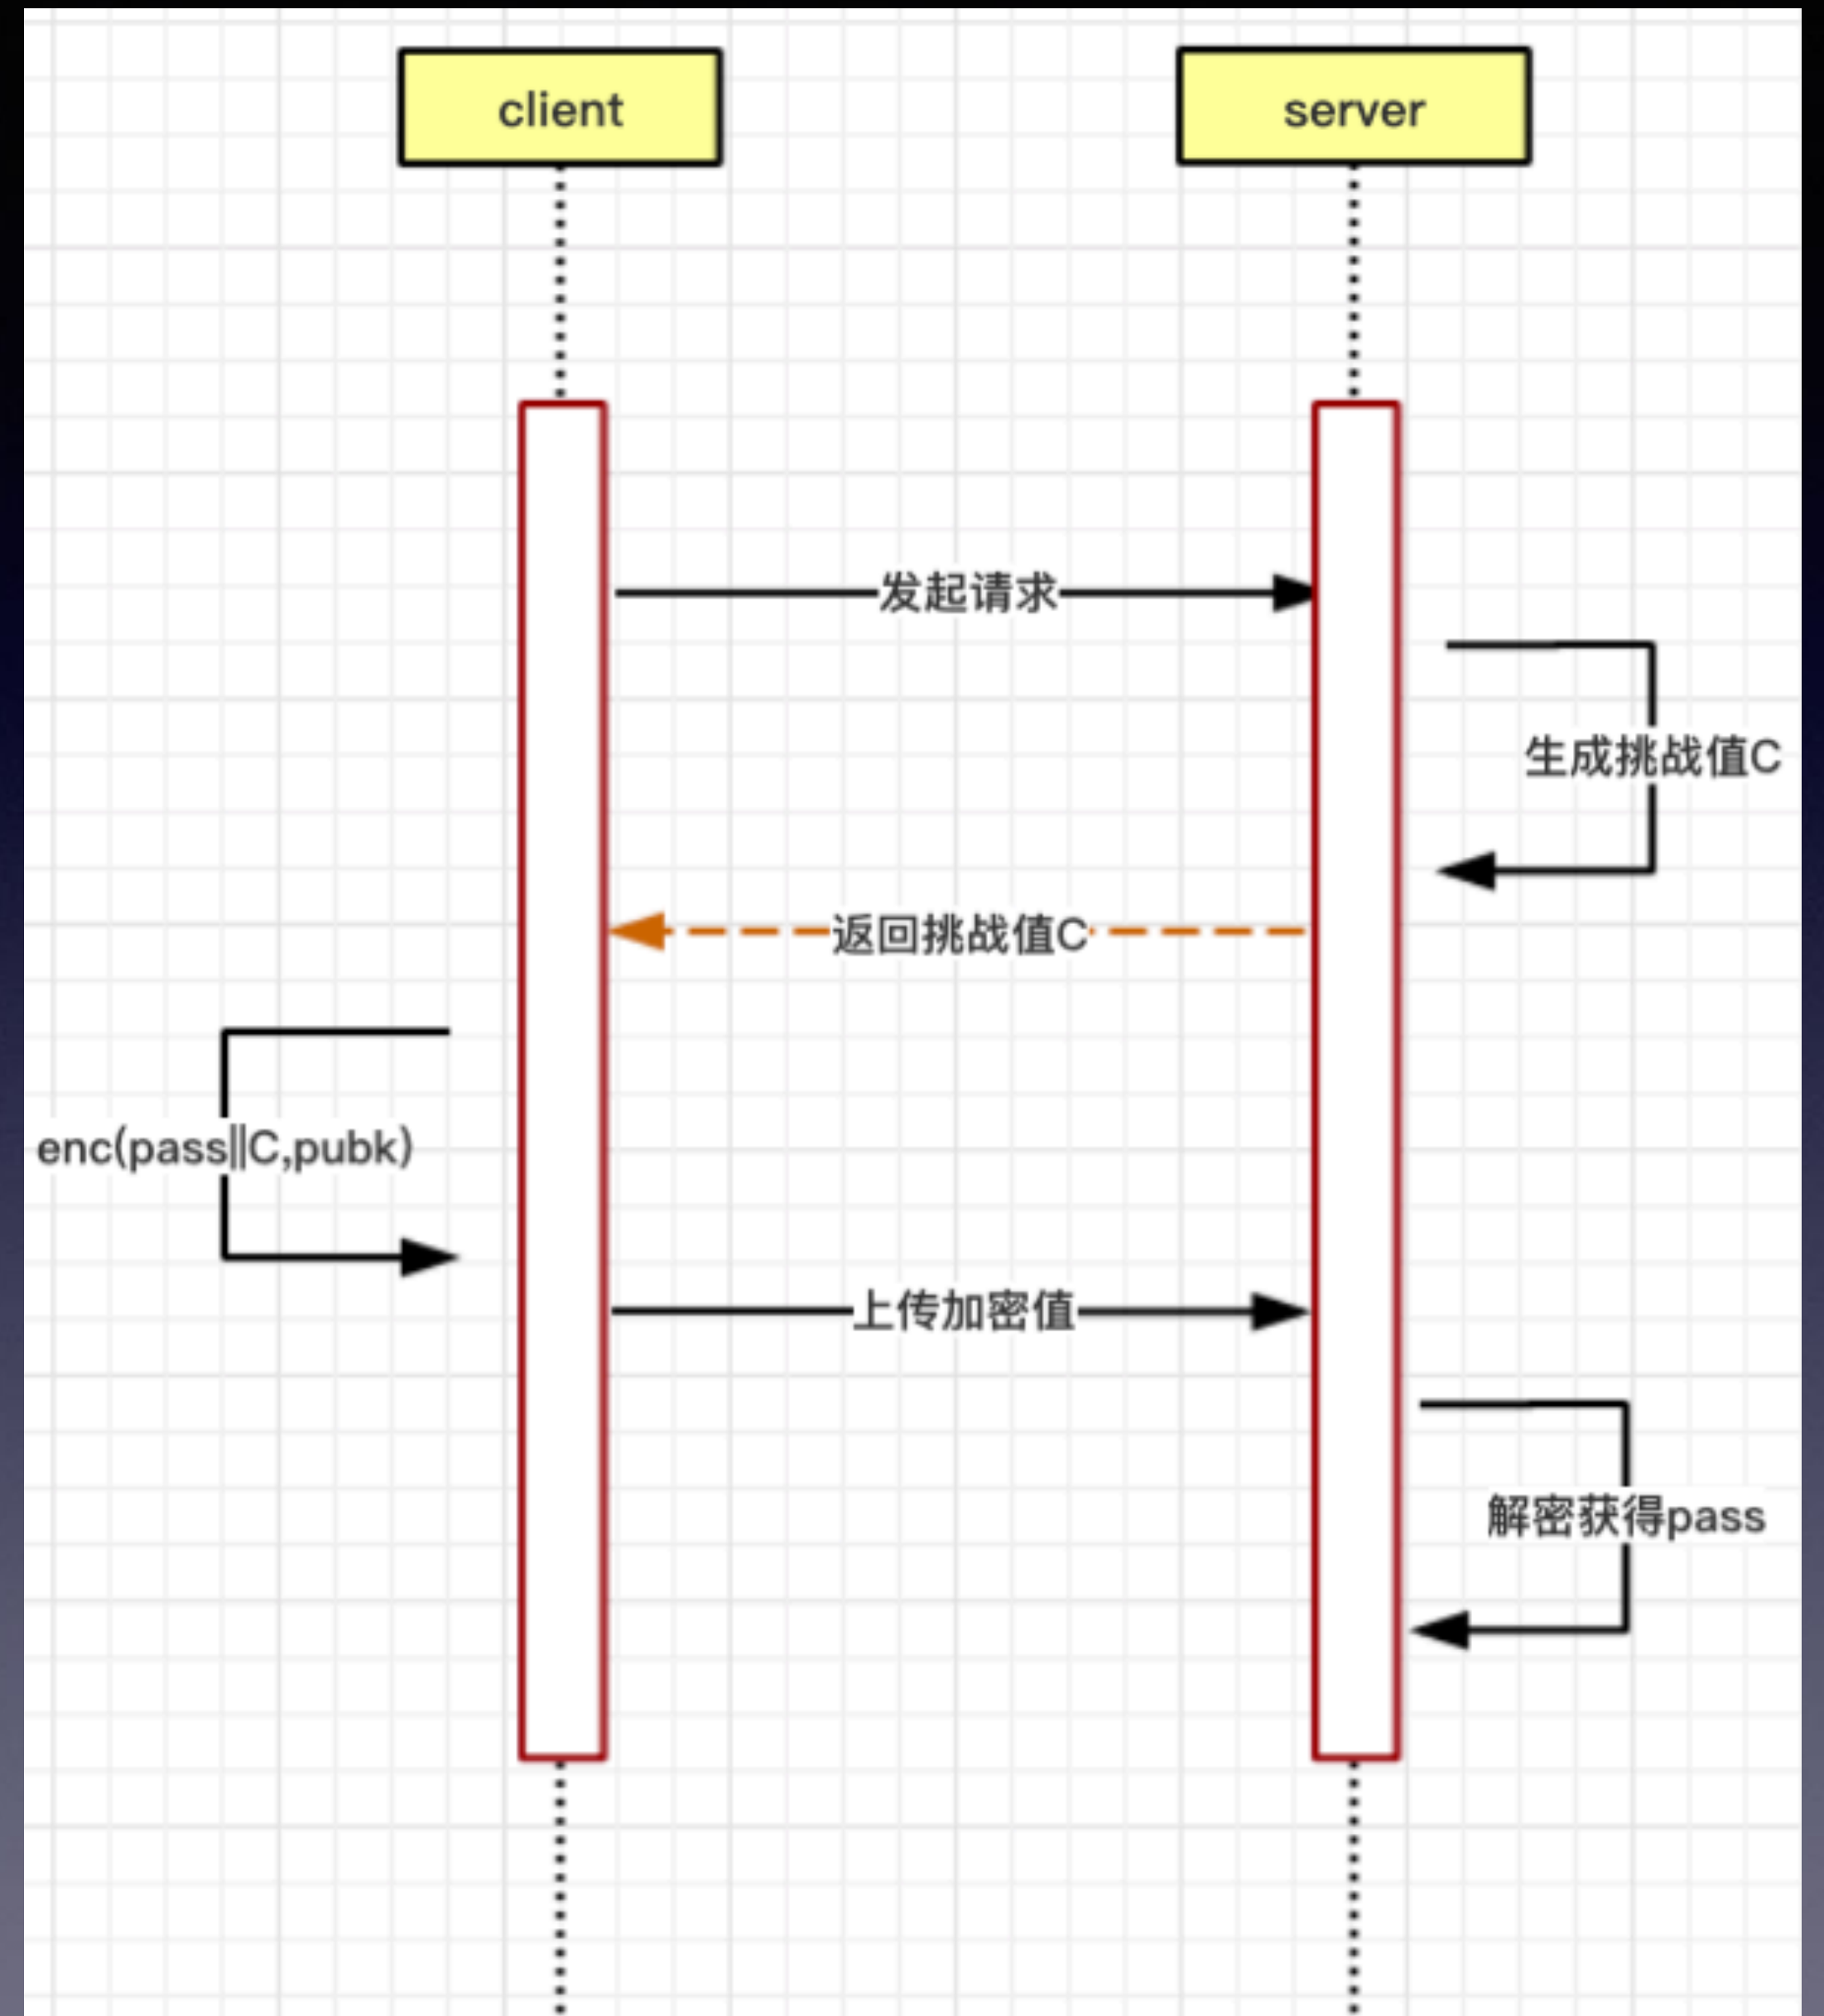 client
server
发起请求
生成挑战值C
返回挑战值C
enc(pass||C,pubk)
上传加密值
解密获得pass